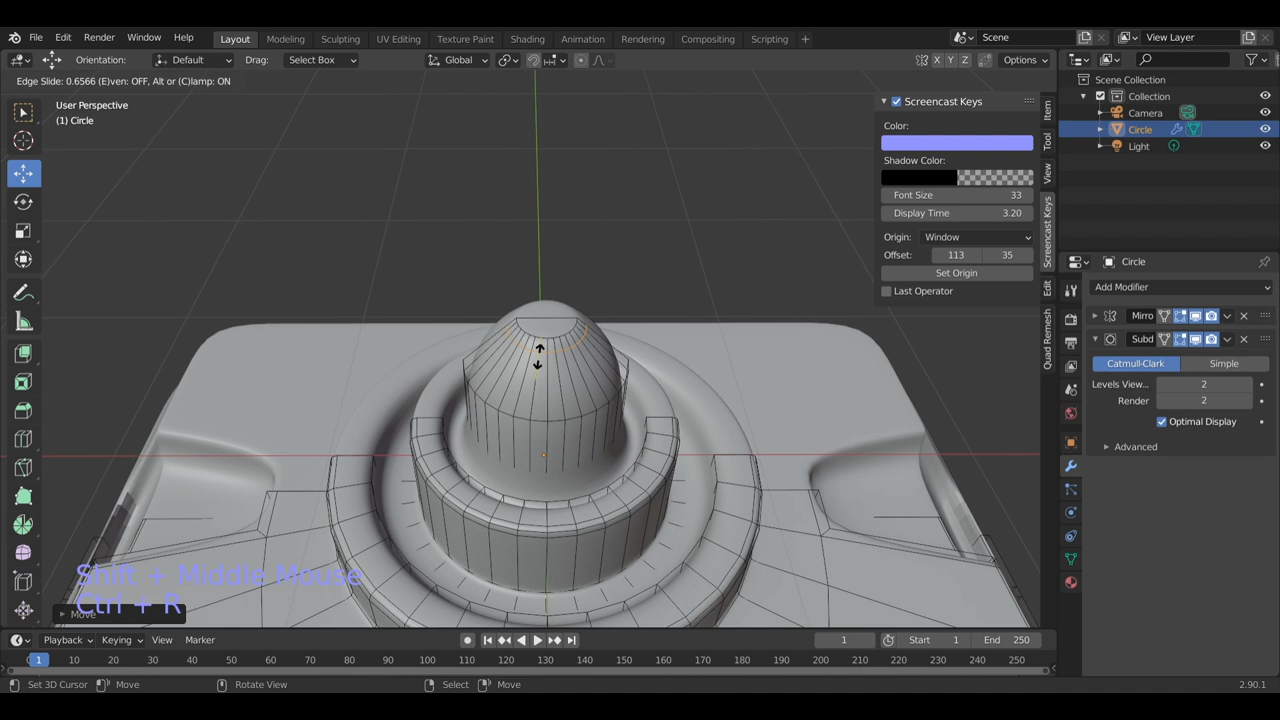 File Edit Render Window Help Layout Modeling Sculpting UV Editing Texture Paint Shading Animation Rendering Compositing Scripting + Scene View Layer
Orientation: Default Drag: Select Box Global X Y Z Options
Edge Slide: 0.6566 (E)ven: OFF, Alt or (C)lamp: ON
User Perspective
(1) Circle
Screencast Keys
Color:
Shadow Color:
Font Size 33
Display Time 3.20
Origin: Window
Offset: 113 35
Set Origin
Last Operator
Item
Tool
View
Screencast Keys
Edit
Quad Remesh
Scene Collection
Collection
Camera
Circle
Light
Circle
Add Modifier
Mirro
Subd
Catmull-Clark Simple
Levels View... 2
Render 2
Optimal Display
Advanced
Shift + Middle Mouse
Ctrl + R
Move
Playback Keying View Marker 1 Start 1 End 250
0 1 10 20 30 40 50 60 70 80 90 100 110 120 130 140 150 160 170 180 190 200 210 220 230 240 250
Set 3D Cursor Move Rotate View Select Move 2.90.1